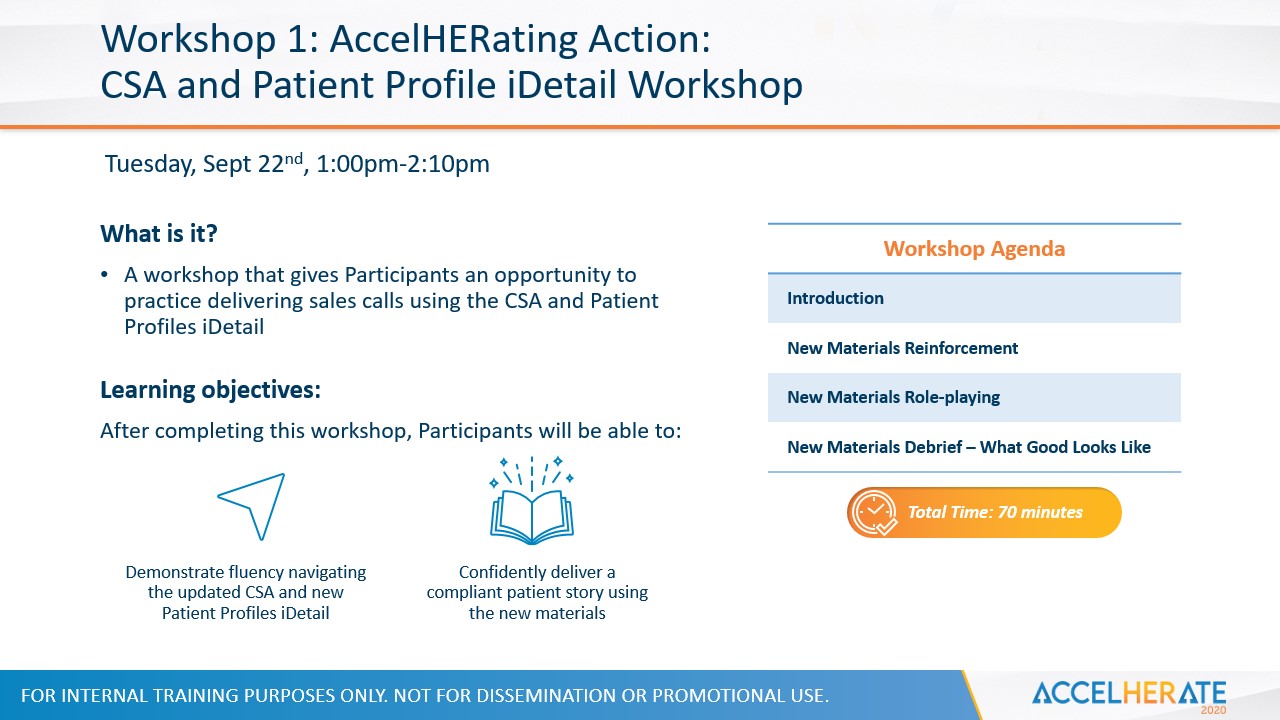 Workshop 1: AccelHERating Action:
CSA and Patient Profile iDetail Workshop
Tuesday, Sept 22nd, 1:00pm-2:10pm
What is it?
• A workshop that gives Participants an opportunity to
practice delivering sales calls using the CSA and Patient
Profiles iDetail
Learning objectives:
After completing this workshop, Participants will be able to:
Demonstrate fluency navigating
the updated CSA and new
Patient Profiles iDetail
Confidently deliver a
compliant patient story using
the new materials
Workshop Agenda
Introduction
New Materials Reinforcement
New Materials Role-playing
New Materials Debrief – What Good Looks Like
Total Time: 70 minutes
FOR INTERNAL TRAINING PURPOSES ONLY. NOT FOR DISSEMINATION OR PROMOTIONAL USE.
ACCELHERATE
2020